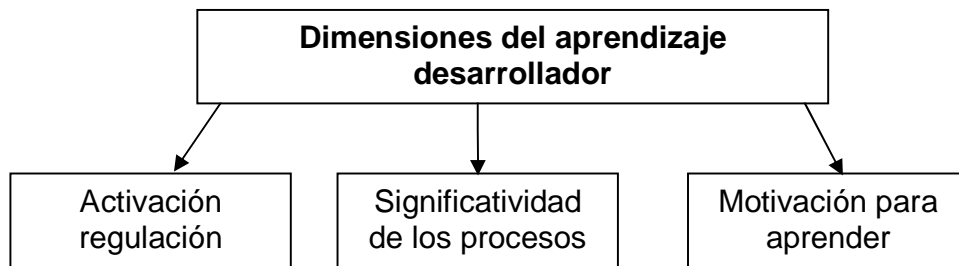 Dimensiones del aprendizaje
desarrollador
Activación
regulación
Significatividad
de los procesos
Motivación para
aprender